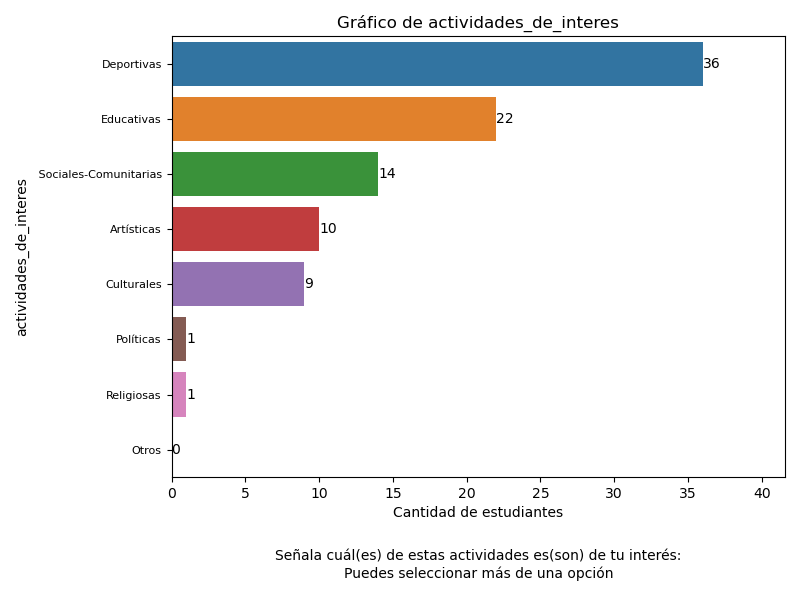 Gráfico de actividades_de_interes
actividades_de_interes
Deportivas 36
Educativas 22
Sociales-Comunitarias 14
Artísticas 10
Culturales 9
Políticas 1
Religiosas 1
Otros 0
0 5 10 15 20 25 30 35 40
Cantidad de estudiantes
Señala cuál(es) de estas actividades es(son) de tu interés:
Puedes seleccionar más de una opción